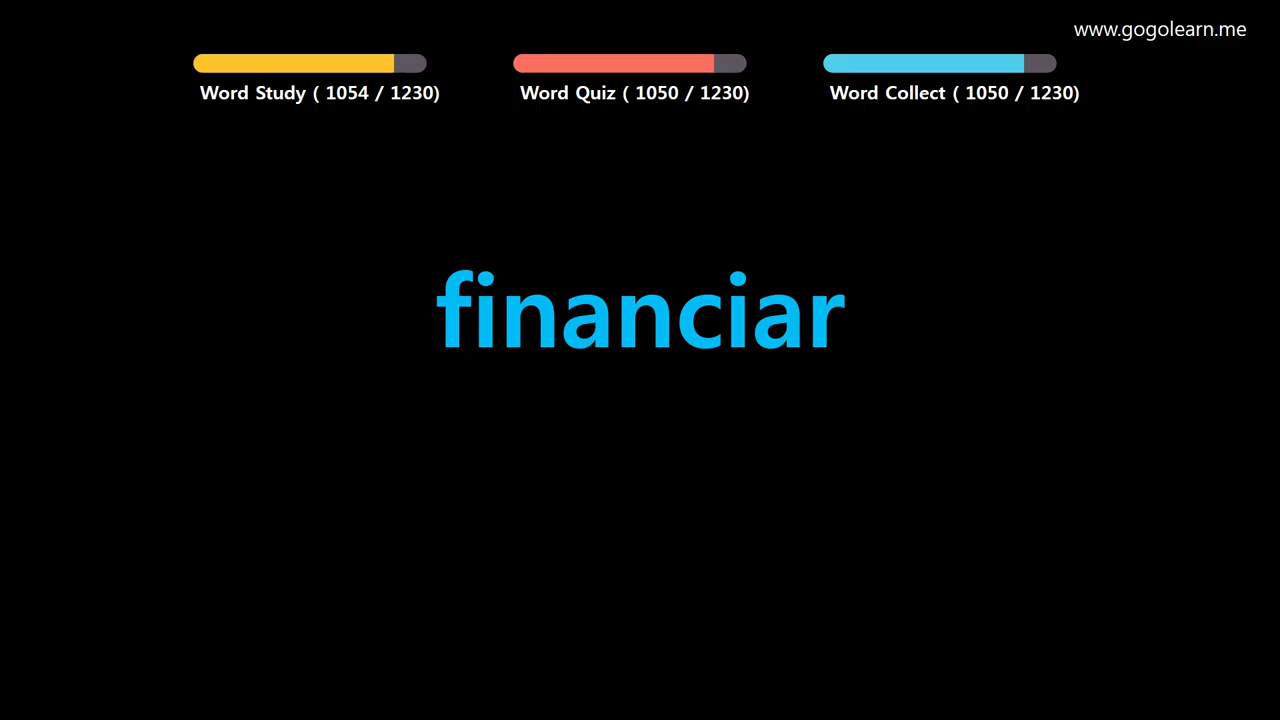 www.gogolearn.me
Word Study ( 1054 / 1230)
Word Quiz ( 1050 / 1230)
Word Collect ( 1050 / 1230)
financiar